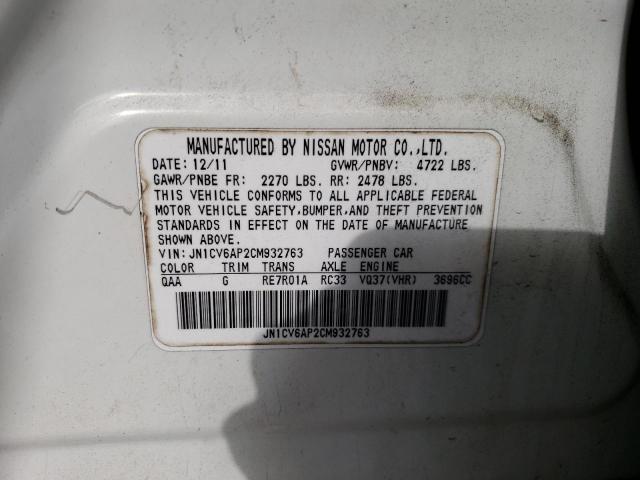 MANUFACTURED BY NISSAN MOTOR CO.,LTD.
DATE: 12/11 GVWR/PNBV: 4722 LBS.
GAWR/PNBE FR: 2270 LBS. RR: 2478 LBS.
THIS VEHICLE CONFORMS TO ALL APPLICABLE FEDERAL
MOTOR VEHICLE SAFETY,BUMPER,AND THEFT PREVENTION
STANDARDS IN EFFECT ON THE DATE OF MANUFACTURE
SHOWN ABOVE.
VIN: JN1CV6AP2CM932763 PASSENGER CAR
COLOR TRIM TRANS AXLE ENGINE
QAA G RE7R01A RC33 VQ37(VHR) 3696CC
JN1CV6AP2CM932763